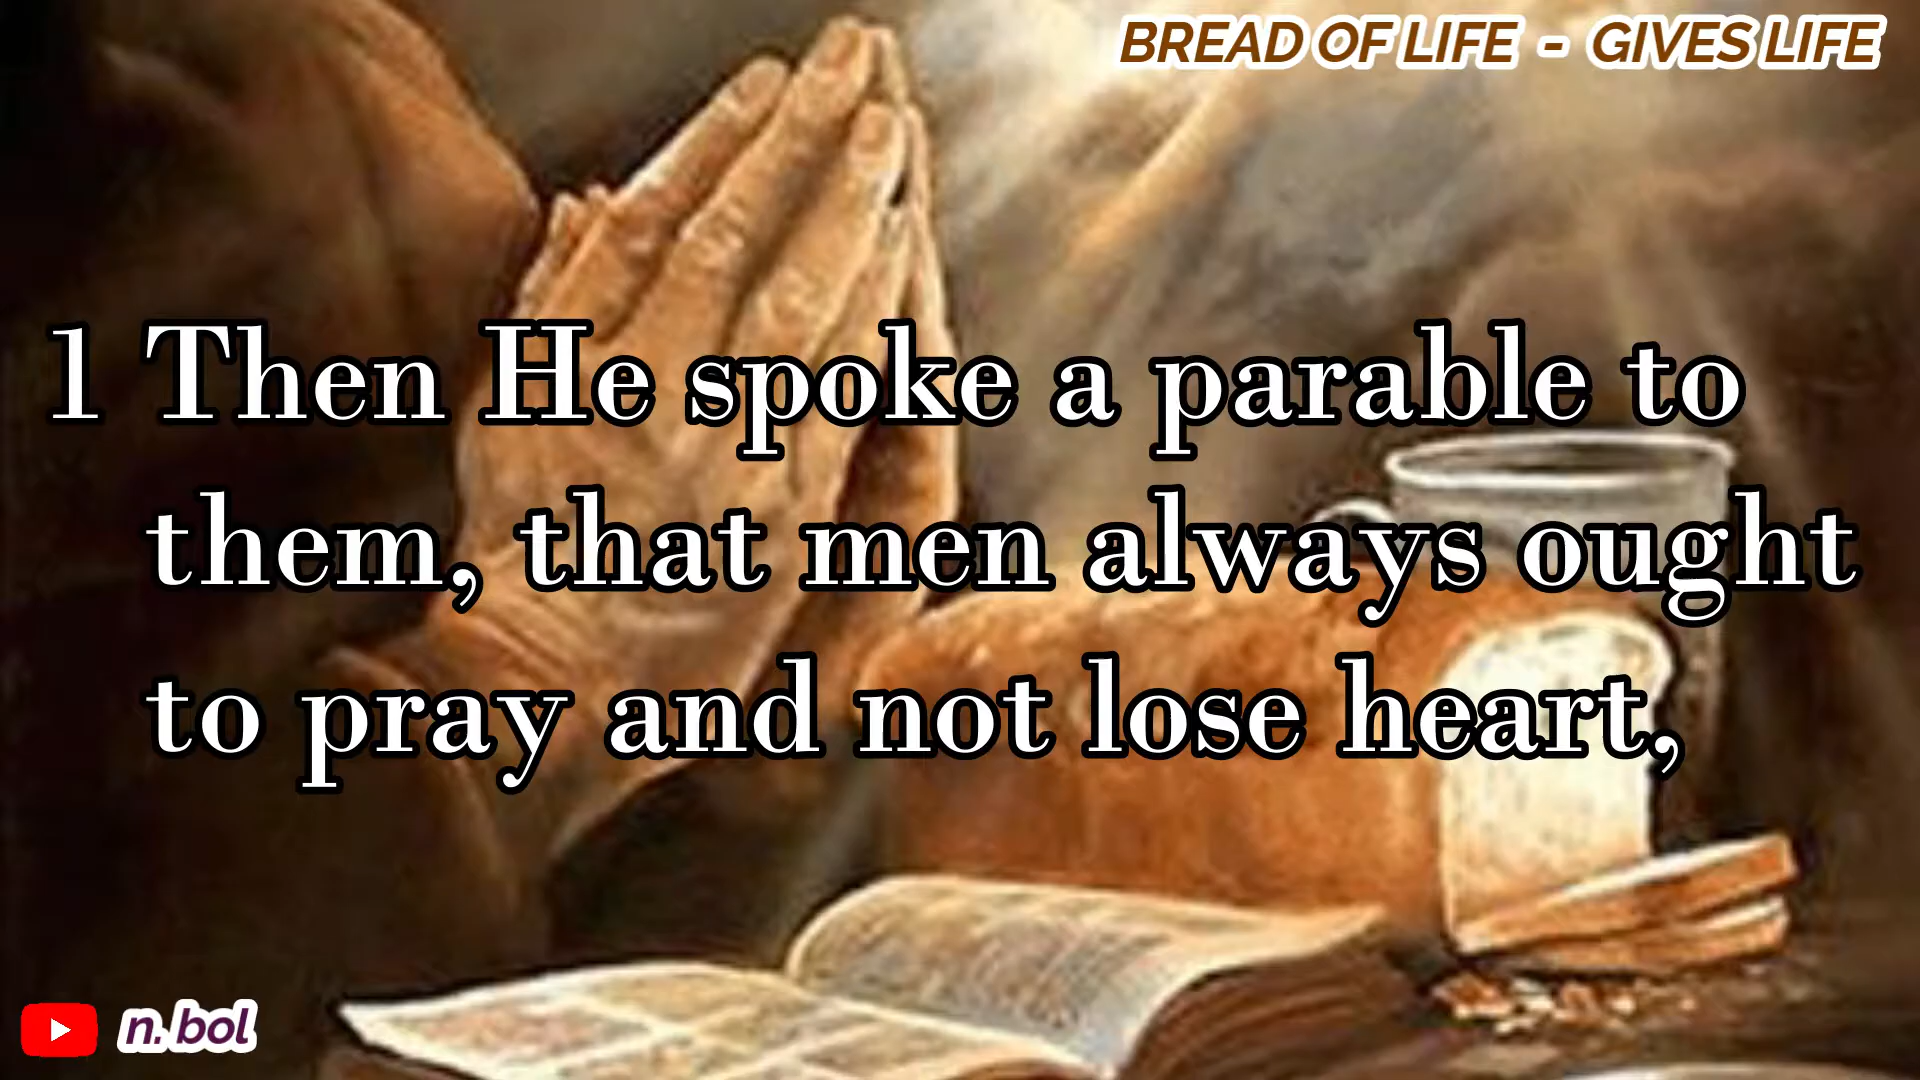 BREAD OF LIFE - GIVES LIFE
1 Then He spoke a parable to
them, that men always ought
to pray and not lose heart,
n. bol